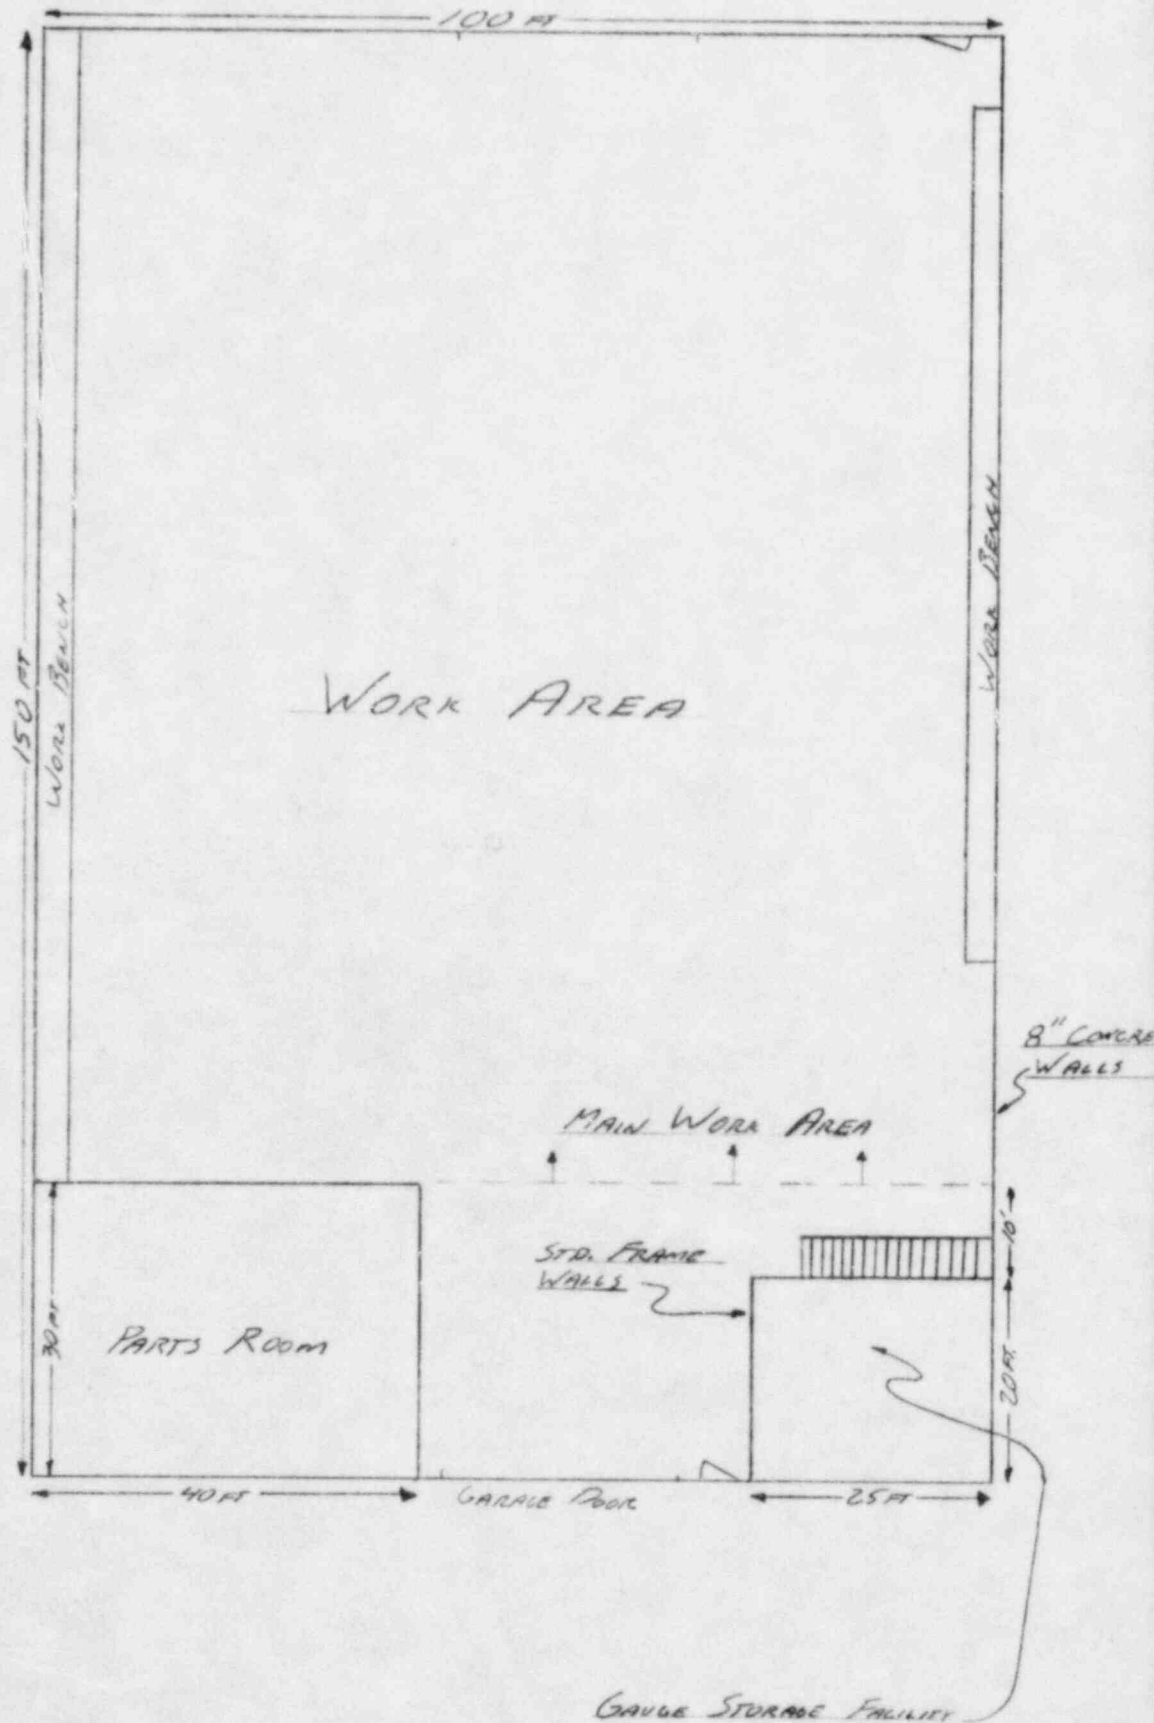 100 FT
150 FT
WORK BENCH
WORK BENCH
WORK AREA
8" CONCRE
WALLS
MAIN WORK AREA
10'
STD. FRAME
WALLS
30 FT
PARTS ROOM
20 FT.
40 FT
GARAGE DOOR
25 FT
GAUGE STORAGE FACILITY